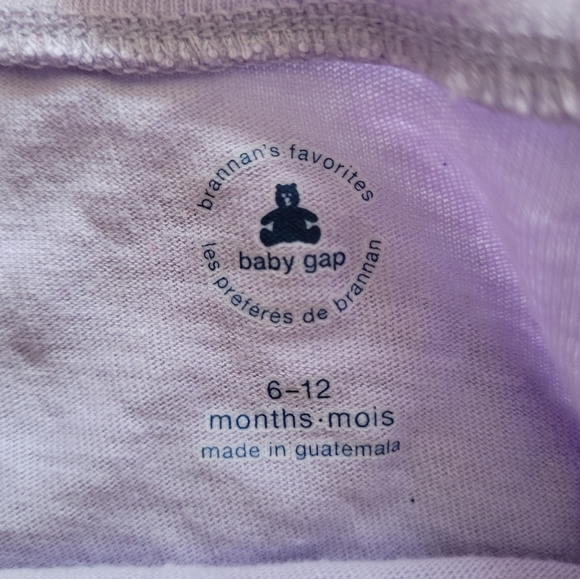 brannan's favorites
baby gap
les préférés de brannan
6–12
months·mois
made in guatemala